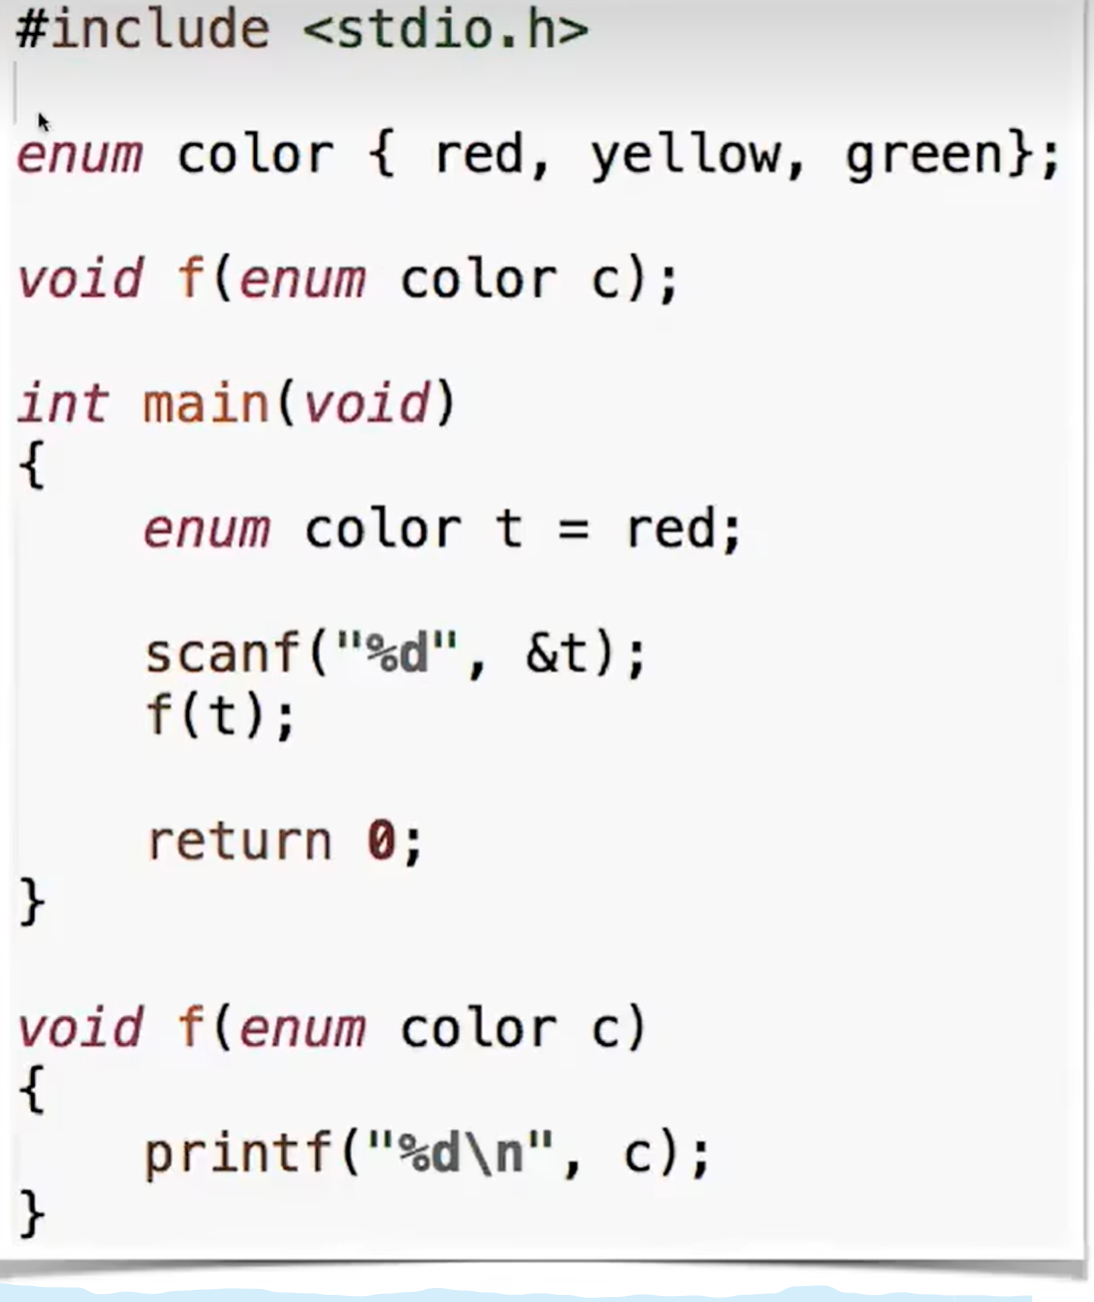 #include <stdio.h>
enum color { red, yellow, green};
void f(enum color c);
int main(void)
{
    enum color t = red;
    scanf("%d", &t);
    f(t);
    return 0;
}
void f(enum color c)
{
    printf("%d\n", c);
}